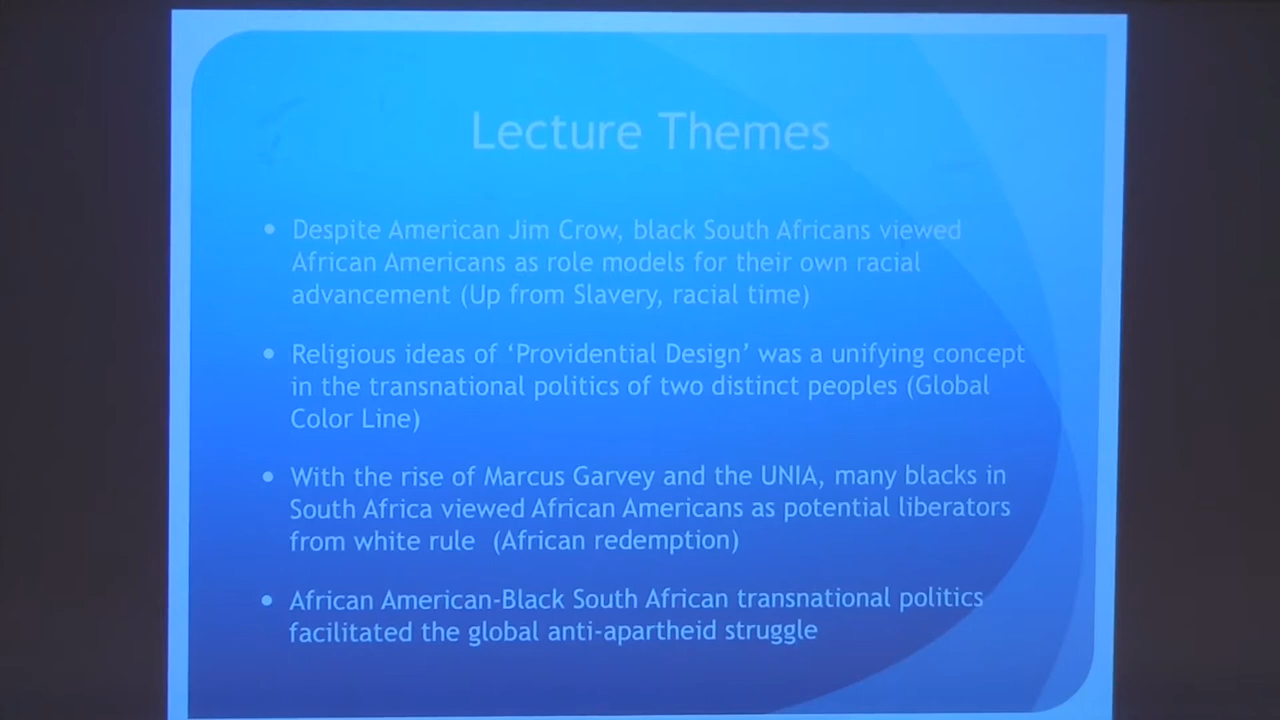 Lecture Themes
• Despite American Jim Crow, black South Africans viewed
African Americans as role models for their own racial
advancement (Up from Slavery, racial time)
• Religious ideas of ‘Providential Design’ was a unifying concept
in the transnational politics of two distinct peoples (Global
Color Line)
• With the rise of Marcus Garvey and the UNIA, many blacks in
South Africa viewed African Americans as potential liberators
from white rule (African redemption)
• African American-Black South African transnational politics
facilitated the global anti-apartheid struggle